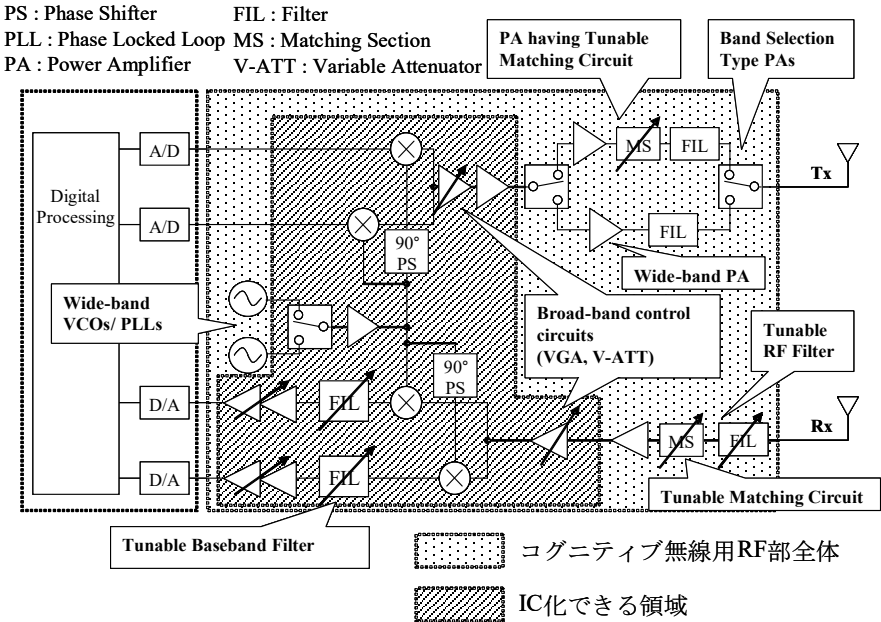 PS : Phase Shifter
FIL : Filter
PLL : Phase Locked Loop
MS : Matching Section
PA : Power Amplifier
V-ATT : Variable Attenuator
PA having Tunable
Matching Circuit
Band Selection
Type PAs
Digital
Processing
A/D
A/D
D/A
D/A
MS
FIL
FIL
Tx
Wide-band PA
90°
PS
Wide-band
VCOs/ PLLs
Broad-band control
circuits
(VGA, V-ATT)
Tunable
RF Filter
90°
PS
FIL
FIL
MS
FIL
Rx
Tunable Matching Circuit
Tunable Baseband Filter
コグニティブ無線用RF部全体
IC化できる領域